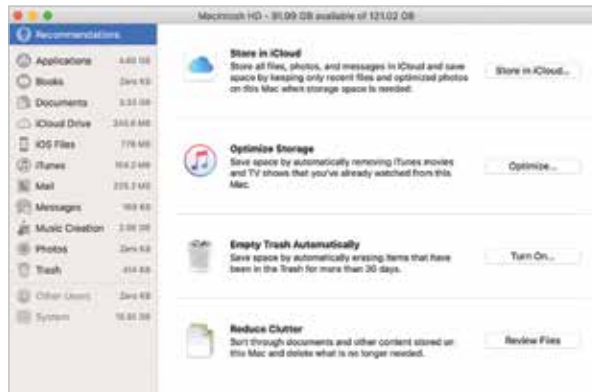 Macintosh HD - 91.99 GB available of 121.02 GB
Recommendations
Applications
Books Zero KB
Documents
iCloud Drive
iOS Files
iTunes
Mail
Messages
Music Creation
Photos Zero KB
Trash
Other Users Zero KB
System
Store in iCloud
Store all files, photos, and messages in iCloud and save
space by keeping only recent files and optimized photos
on this Mac when storage space is needed.
Store in iCloud...
Optimize Storage
Save space by automatically removing iTunes movies
and TV shows that you've already watched from this
Mac.
Optimize...
Empty Trash Automatically
Save space by automatically erasing items that have
been in the Trash for more than 30 days.
Turn On...
Reduce Clutter
Sort through documents and other content stored on
this Mac and delete what is no longer needed.
Review Files